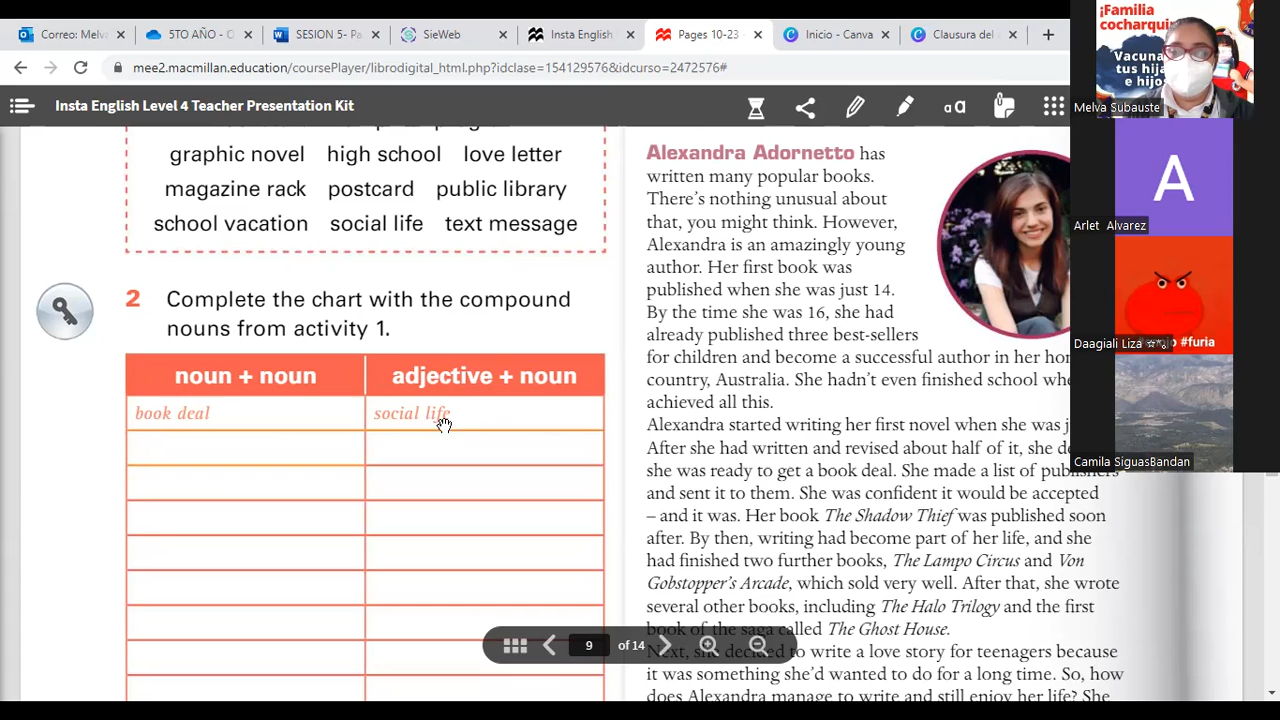 Correo: Melva
5TO AÑO - O
SESION 5- Pa
SieWeb
Insta English
Pages 10-23
Inicio - Canva
Clausura del
mee2.macmillan.education/coursePlayer/librodigital_html.php?idclase=154129576&idcurso=2472576#
Insta English Level 4 Teacher Presentation Kit
aa
graphic novel high school love letter
magazine rack postcard public library
school vacation social life text message
2 Complete the chart with the compound
nouns from activity 1.
noun + noun adjective + noun
book deal social life
Alexandra Adornetto has
written many popular books.
There's nothing unusual about
that, you might think. However,
Alexandra is an amazingly young
author. Her first book was
published when she was just 14.
By the time she was 16, she had
already published three best-sellers
for children and become a successful author in her ho
country, Australia. She hadn't even finished school wh
achieved all this.
Alexandra started writing her first novel when she was j
After she had written and revised about half of it, she de
she was ready to get a book deal. She made a list of publishers
and sent it to them. She was confident it would be accepted
– and it was. Her book The Shadow Thief was published soon
after. By then, writing had become part of her life, and she
had finished two further books, The Lampo Circus and Von
Gobstopper's Arcade, which sold very well. After that, she wrote
several other books, including The Halo Trilogy and the first
book of the saga called The Ghost House.
Next, she decided to write a love story for teenagers because
it was something she'd wanted to do for a long time. So, how
does Alexandra manage to write and still enjoy her life? She
9 of 14
¡Familia
cocharqui
Vacuna
tus hija
e hijo
Melva Subauste
A
Arlet Alvarez
#furia
Daagiali Liza
Camila SiguasBandan